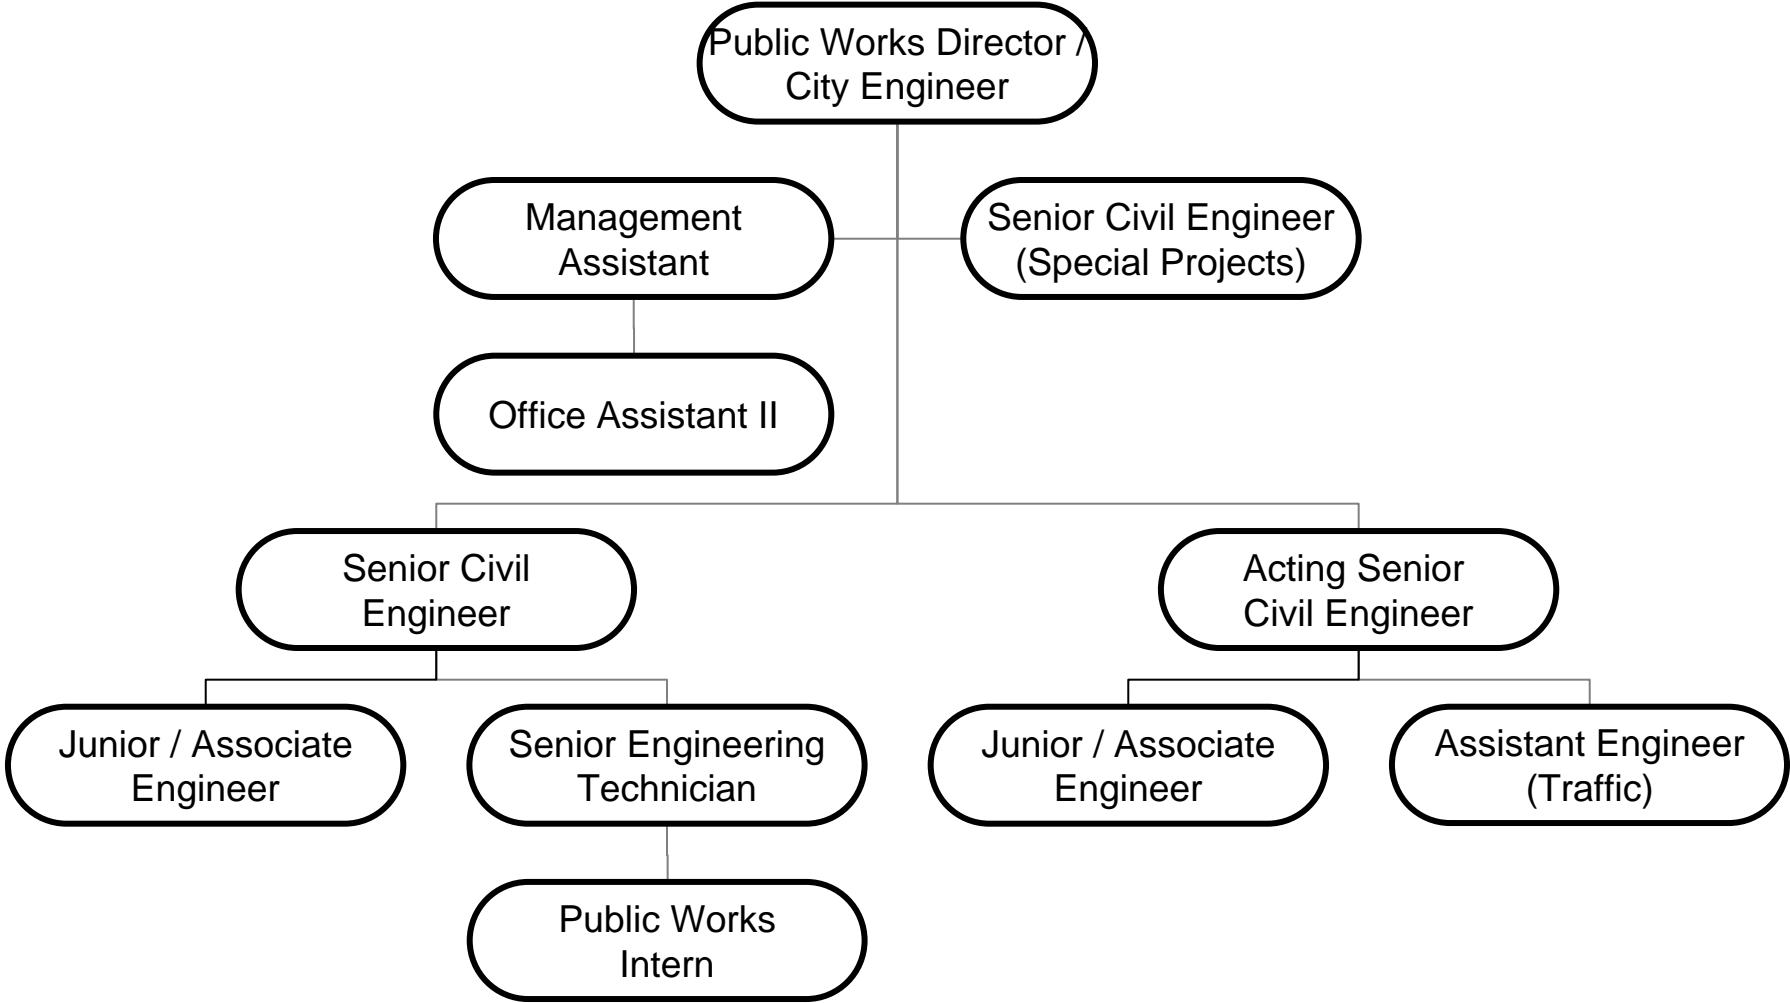 Public Works Director /
City Engineer
Management
Assistant
Senior Civil Engineer
(Special Projects)
Office Assistant II
Senior Civil
Engineer
Acting Senior
Civil Engineer
Junior / Associate
Engineer
Senior Engineering
Technician
Junior / Associate
Engineer
Assistant Engineer
(Traffic)
Public Works
Intern